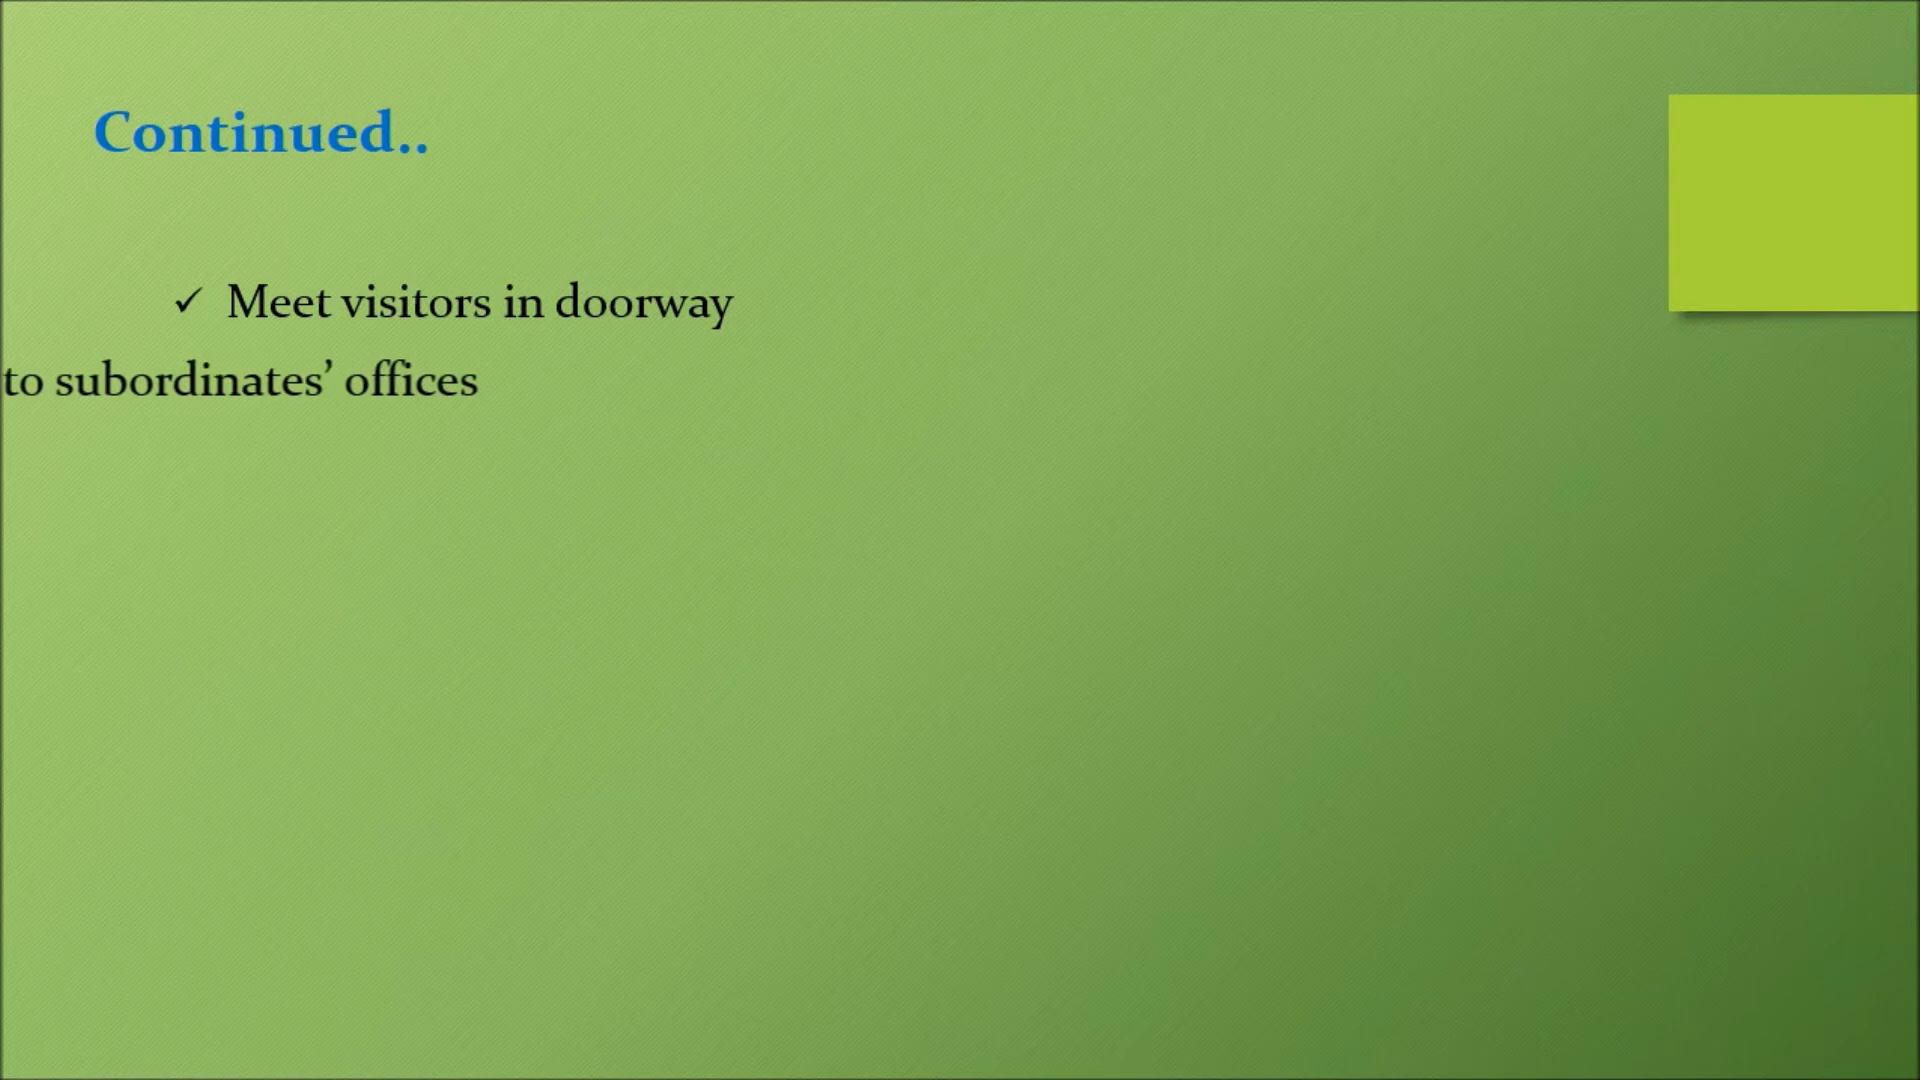 Continued..
✓ Meet visitors in doorway
to subordinates’ offices